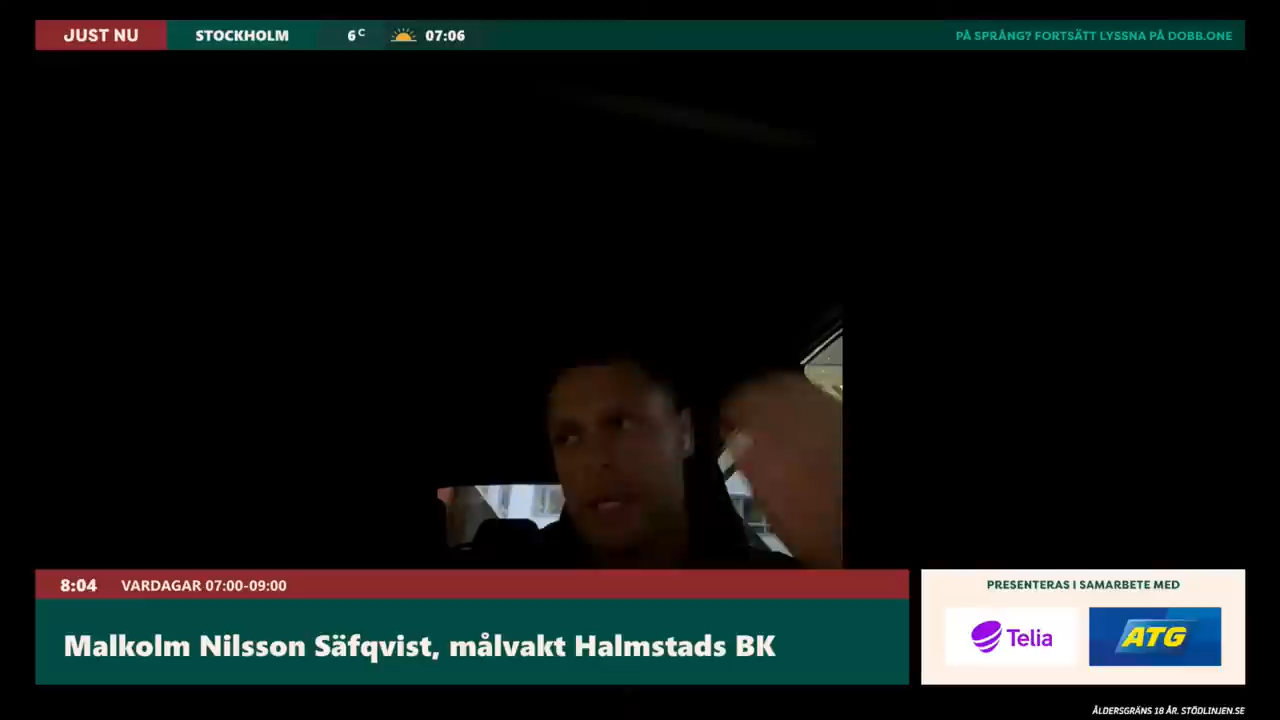 JUST NU
STOCKHOLM
6C
07:06
PÅ SPRÅNG? FORTSÄTT LYSSNA PÅ DOBB.ONE
8:04 VARDAGAR 07:00-09:00
Malkolm Nilsson Säfqvist, målvakt Halmstads BK
PRESENTERAS I SAMARBETE MED
Telia
ATG
ÅLDERSGRÄNS 18 ÅR. STÖDLINJEN.SE